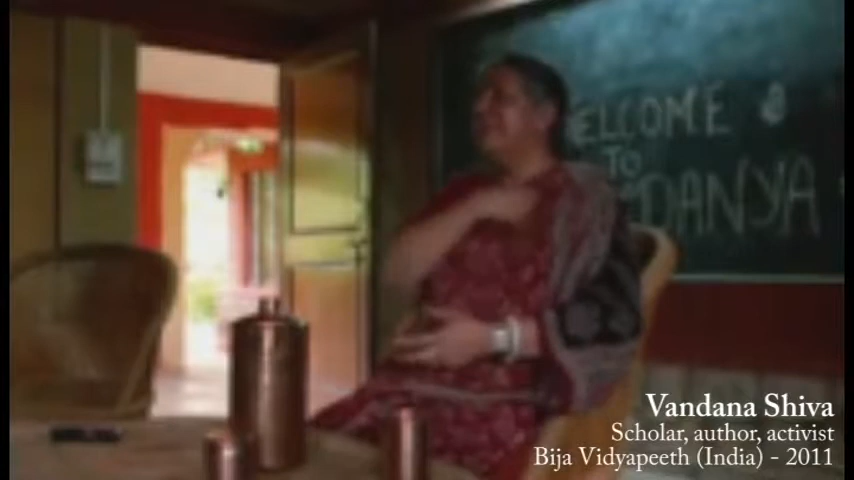 ELCOME
TO
DANYA
Vandana Shiva
Scholar, author, activist
Bija Vidyapeeth (India) - 2011